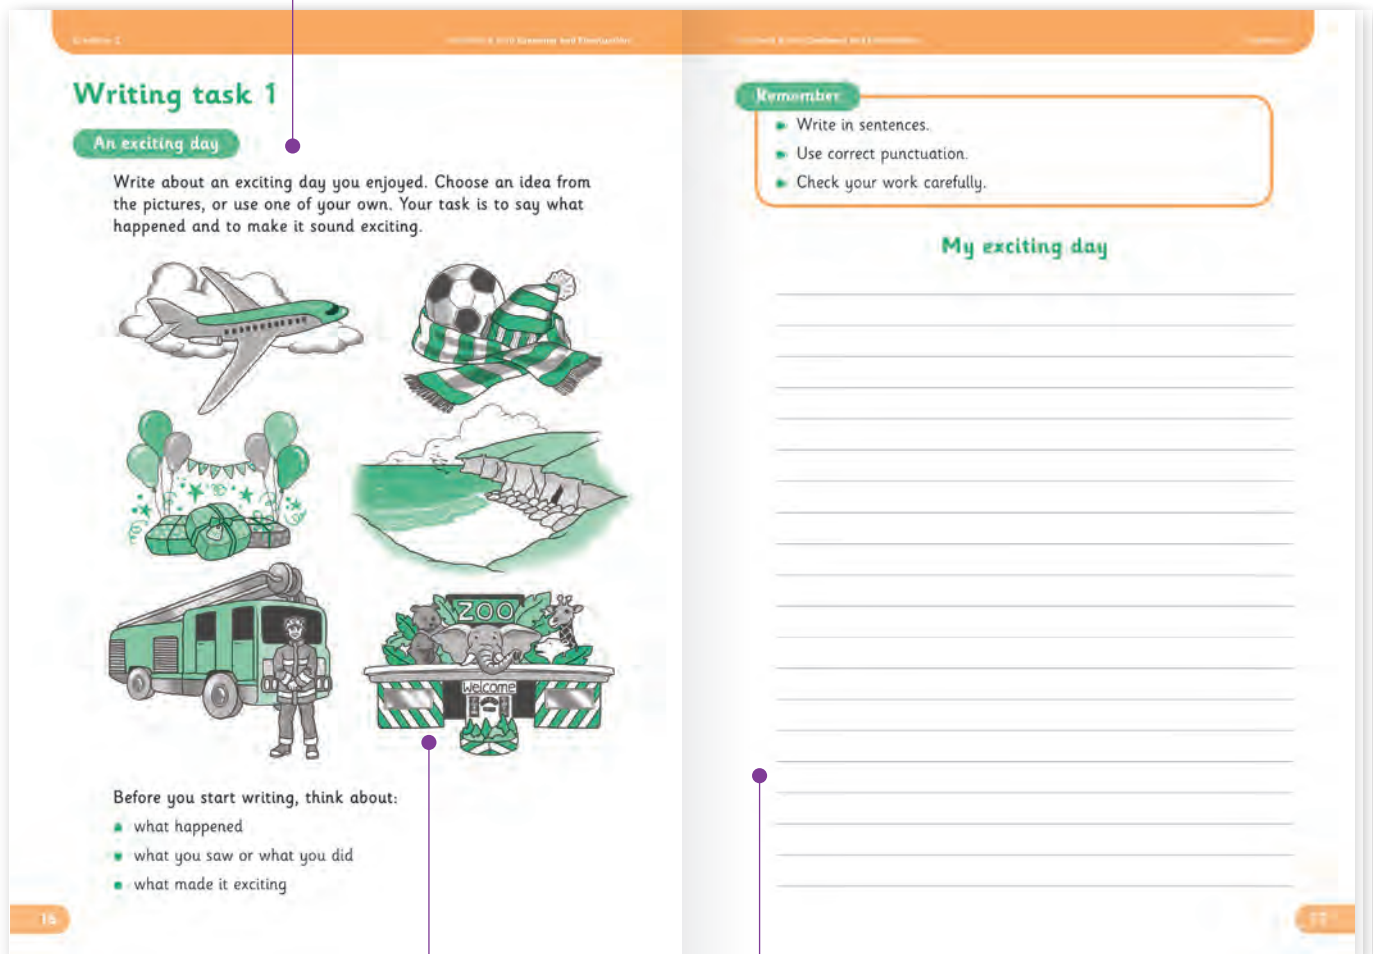 Writing task 1
An exciting day
Write about an exciting day you enjoyed. Choose an idea from
the pictures, or use one of your own. Your task is to say what
happened and to make it sound exciting.
ZOO
Welcome
Before you start writing, think about:
what happened
what you saw or what you did
what made it exciting
16
Remember
Write in sentences.
Use correct punctuation.
Check your work carefully.
My exciting day